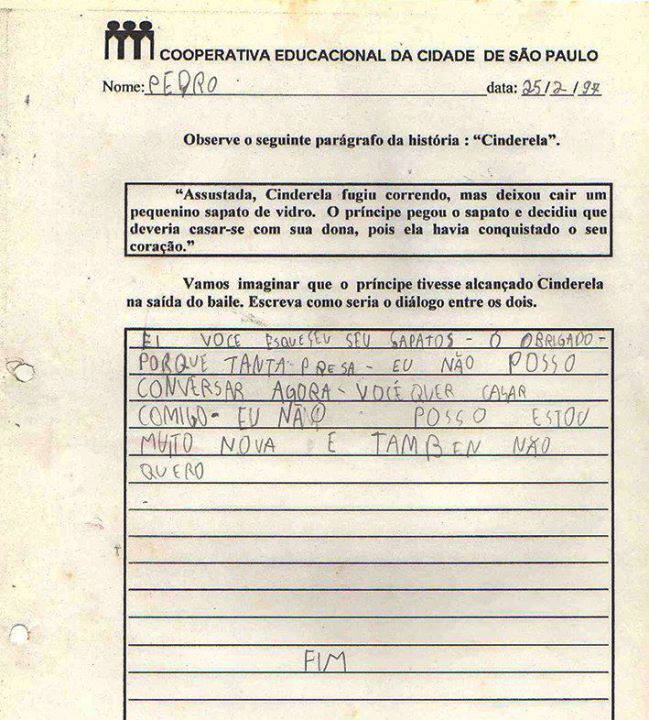 COOPERATIVA EDUCACIONAL DA CIDADE DE SÃO PAULO
Nome: PEDRO data: 25/2/97
Observe o seguinte parágrafo da história : “Cinderela”.
“Assustada, Cinderela fugiu correndo, mas deixou cair um
pequenino sapato de vidro. O príncipe pegou o sapato e decidiu que
deveria casar-se com sua dona, pois ela havia conquistado o seu
coração.”
Vamos imaginar que o príncipe tivesse alcançado Cinderela
na saída do baile. Escreva como seria o diálogo entre os dois.
EI VOCE ESQUESEU SEU SAPATOS - O OBRIGADO -
PORQUE TANTA PRESA - EU NÃO POSSO
CONVERSAR AGORA - VOCÊ QUER CASAR
COMIGO - EU NÃO POSSO ESTOU
MUITO NOVA E TAMBEN NÃO
QUERO
-
FIM